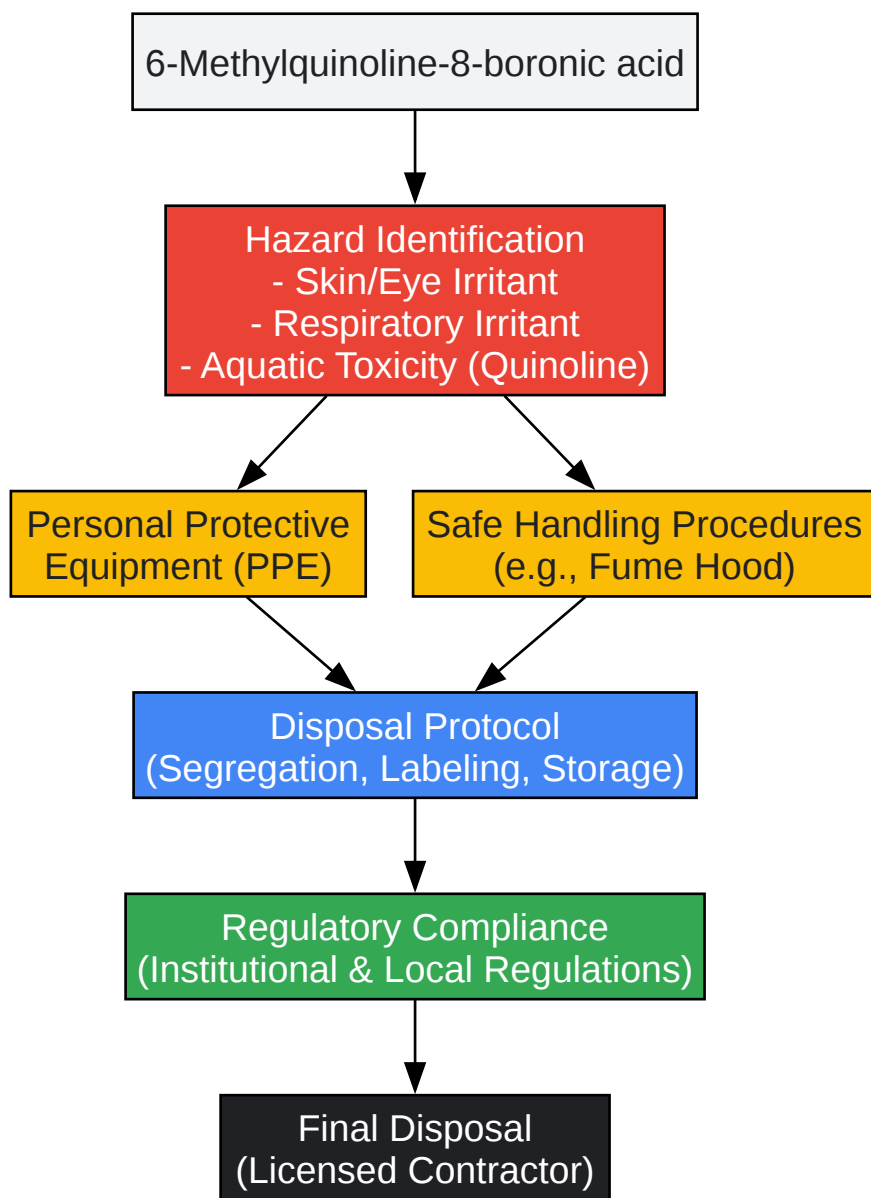 6-Methylquinoline-8-boronic acid
Hazard Identification
- Skin/Eye Irritant
- Respiratory Irritant
- Aquatic Toxicity (Quinoline)
Personal Protective
Equipment (PPE)
Safe Handling Procedures
(e.g., Fume Hood)
Disposal Protocol
(Segregation, Labeling, Storage)
Regulatory Compliance
(Institutional & Local Regulations)
Final Disposal
(Licensed Contractor)